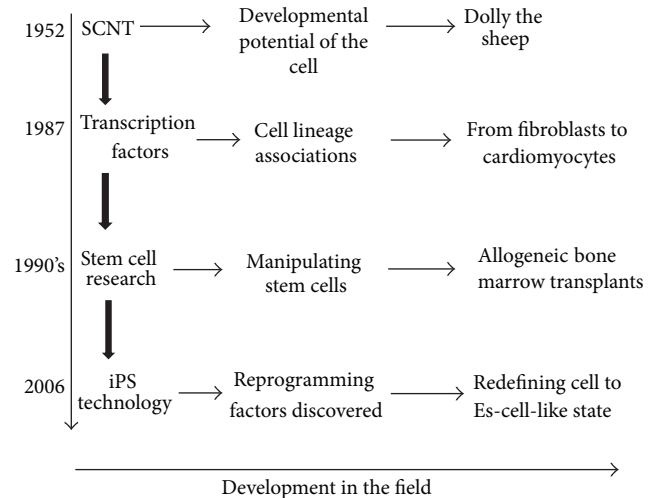 1952
SCNT
Developmental
potential of the
cell
Dolly the
sheep
1987
Transcription
factors
Cell lineage
associations
From fibroblasts to
cardiomyocytes
1990's
Stem cell
research
Manipulating
stem cells
Allogeneic bone
marrow transplants
2006
iPS
technology
Reprogramming
factors discovered
Redefining cell to
Es-cell-like state
Development in the field